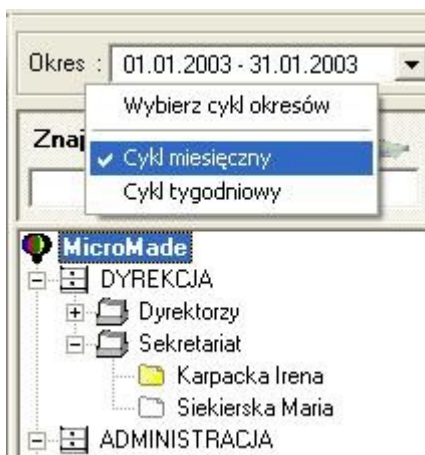 Okres : 01.01.2003 - 31.01.2003
Wybierz cykl okresów
Znaj
Cykl miesięczny
Cykl tygodniowy
MicroMade
DYREKCJA
Dyrektorzy
Sekretariat
Karpacka Irena
Siekierska Maria
ADMINISTRACJA